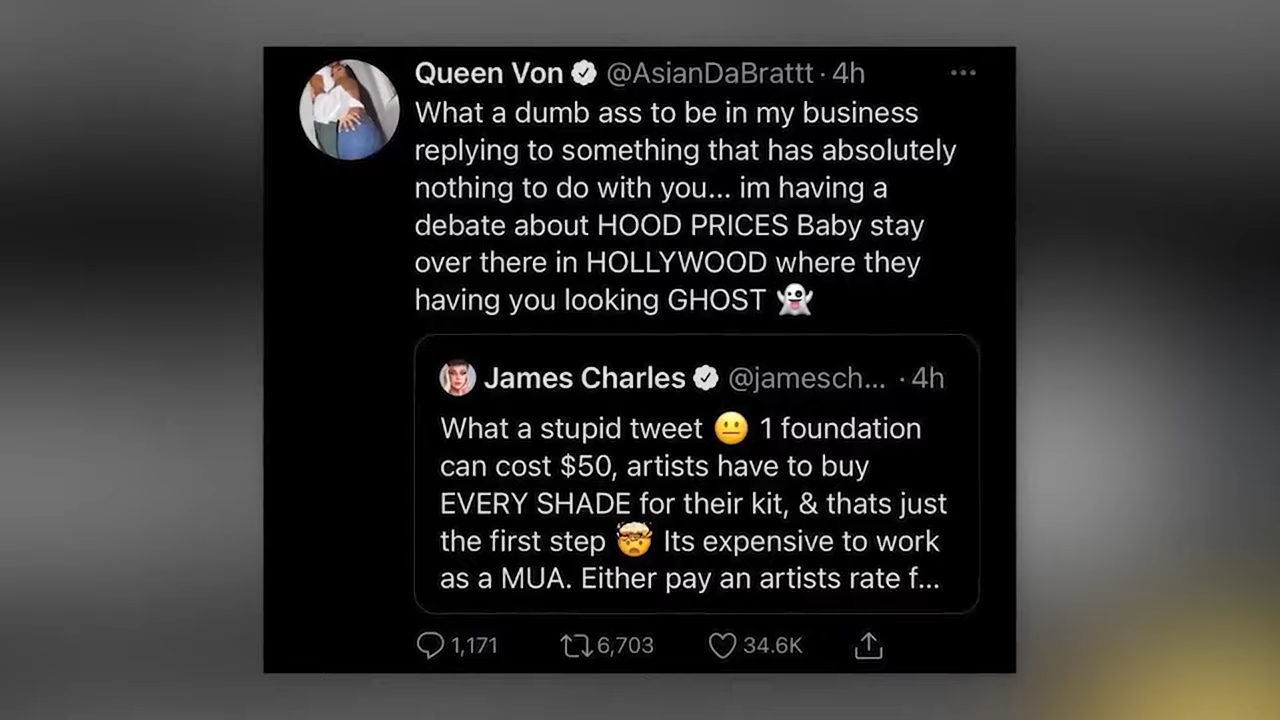 Queen Von @AsianDaBrattt · 4h
What a dumb ass to be in my business
replying to something that has absolutely
nothing to do with you... im having a
debate about HOOD PRICES Baby stay
over there in HOLLYWOOD where they
having you looking GHOST 👻
James Charles @jamesch... · 4h
What a stupid tweet 😐 1 foundation
can cost $50, artists have to buy
EVERY SHADE for their kit, & thats just
the first step 🤯 Its expensive to work
as a MUA. Either pay an artists rate f...
1,171 6,703 34.6K